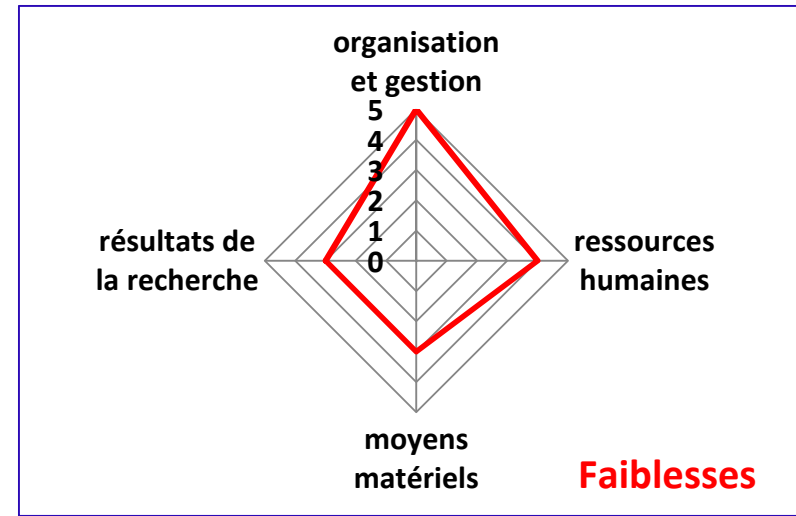 organisation
et gestion
5
4
3
2
1
0
résultats de
la recherche
ressources
humaines
moyens
matériels
Faiblesses